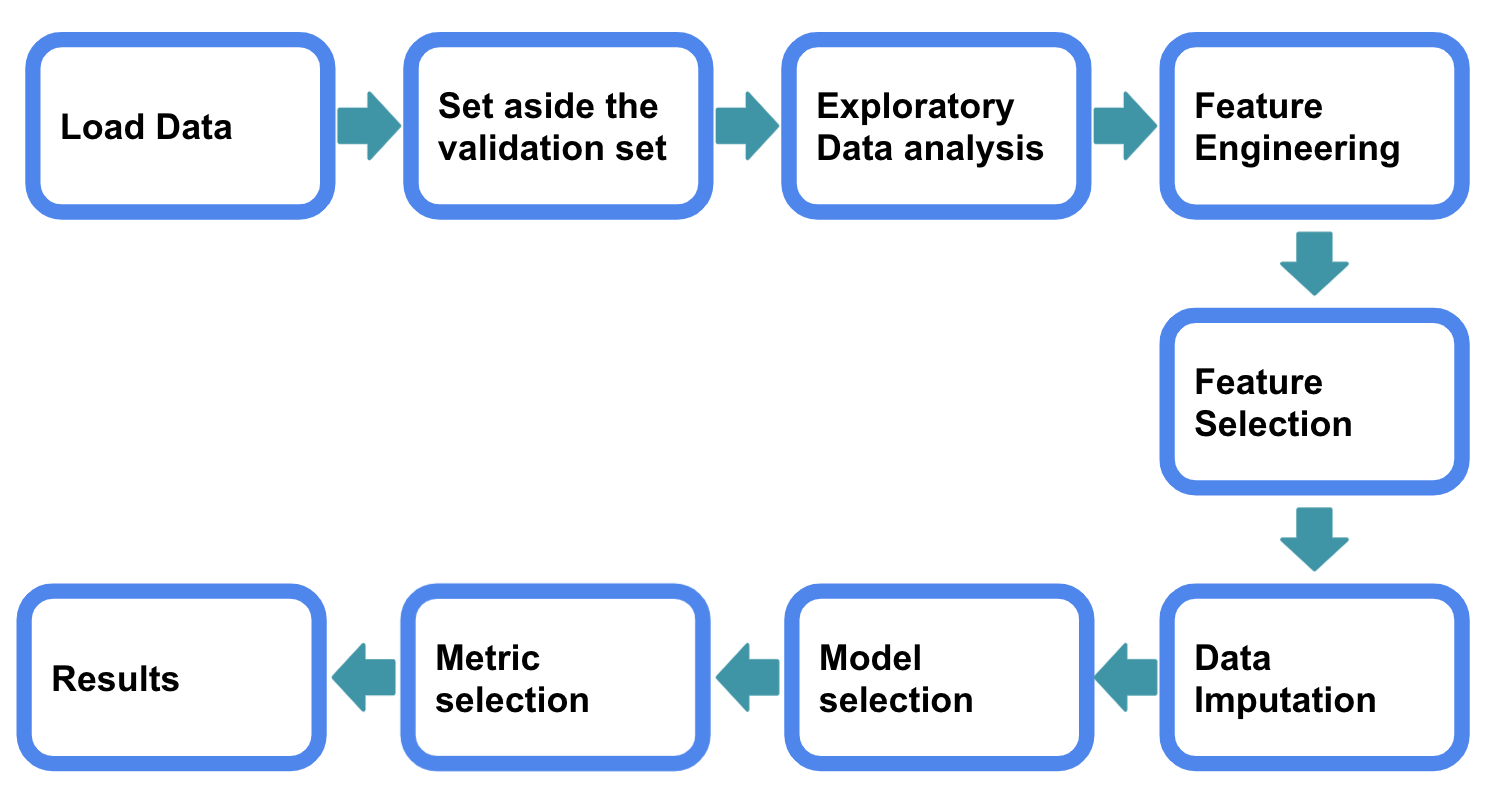 Load Data
Set aside the
validation set
Exploratory
Data analysis
Feature
Engineering
Feature
Selection
Data
Imputation
Model
selection
Metric
selection
Results